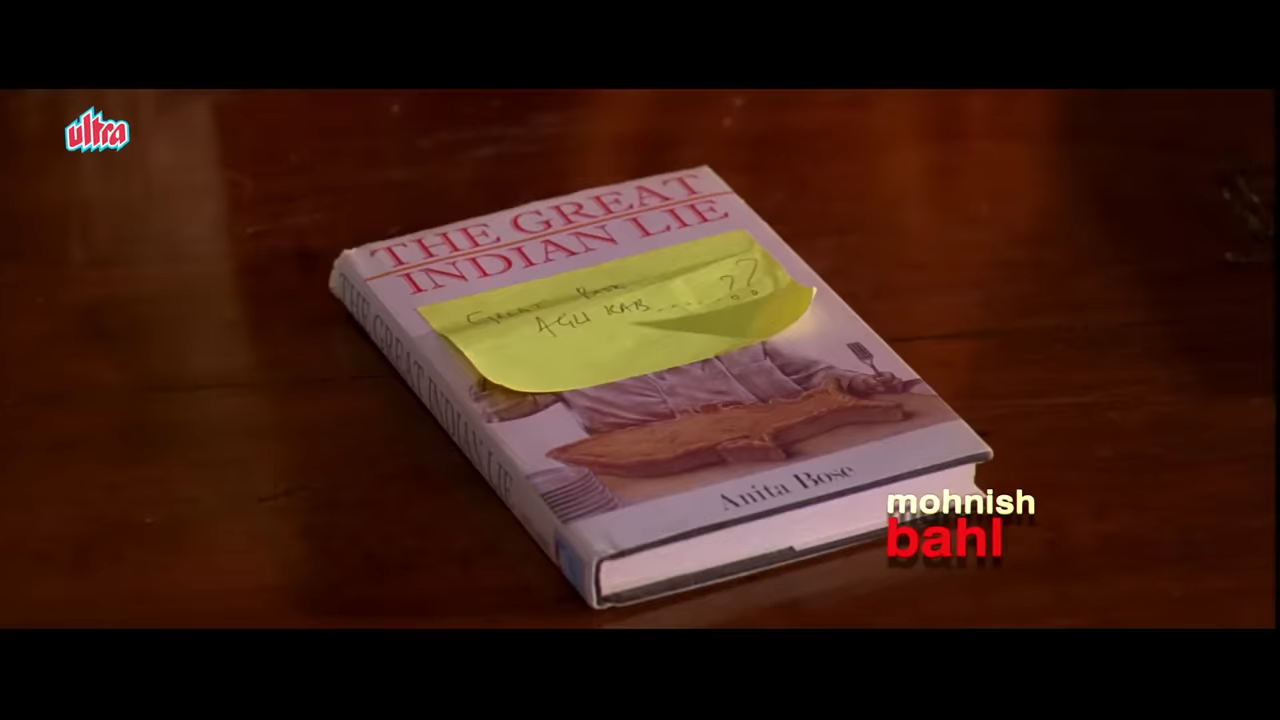 ultra
THE GREAT
INDIAN LIE
GREAT BOOK
AGLI KAB......??
THE GREAT INDIAN LIE
Anita Bose
mohnish
bahl